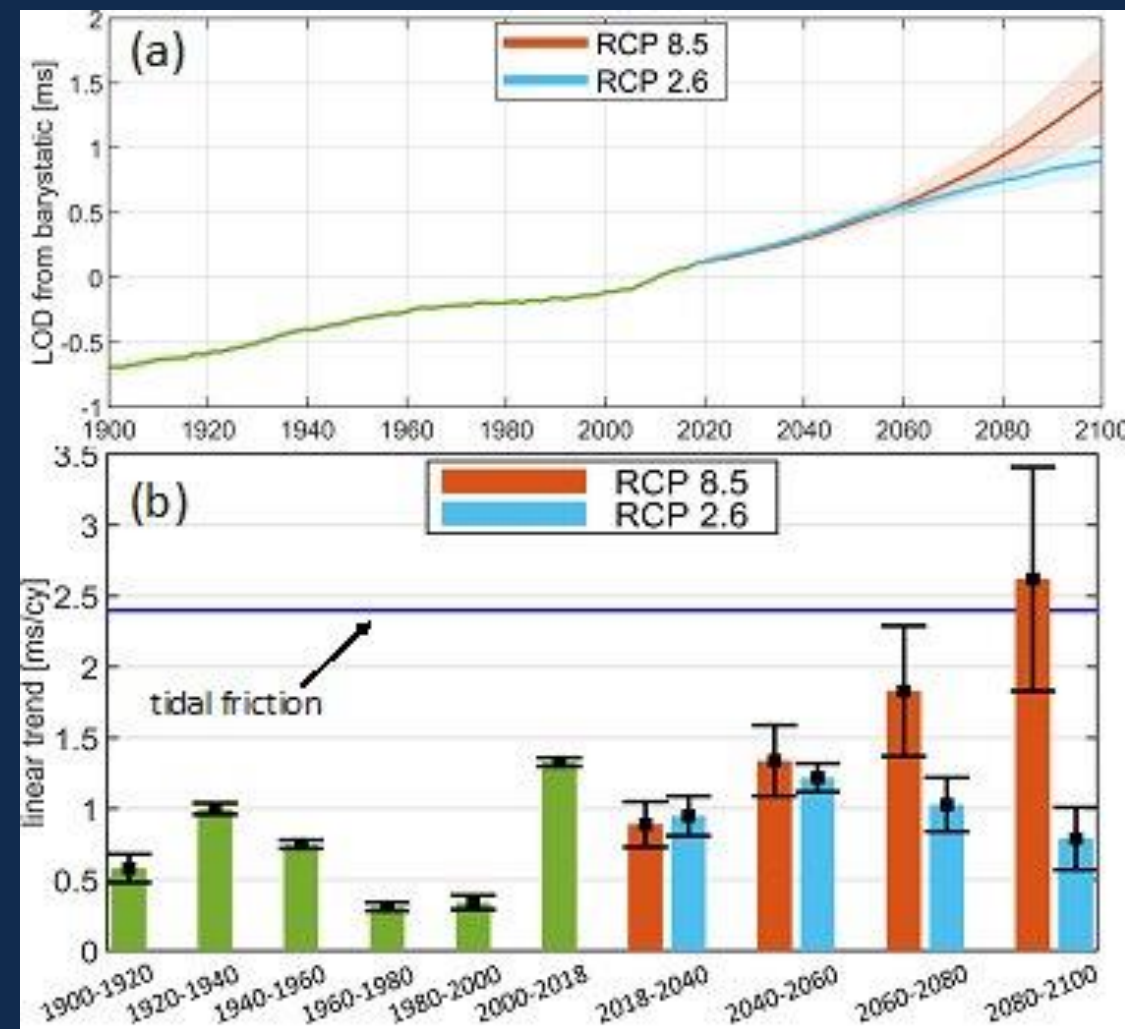 2
1.5
1
0.5
0
-0.5
-1
LOD from barystatic [ms]
(a)
RCP 8.5
RCP 2.6
1900 1920 1940 1960 1980 2000 2020 2040 2060 2080 2100
3.5
3
2.5
2
1.5
1
0.5
0
linear trend [ms/cy]
(b)
RCP 8.5
RCP 2.6
tidal friction
1900-1920 1920-1940 1940-1960 1960-1980 1980-2000 2000-2018 2018-2040 2040-2060 2060-2080 2080-2100